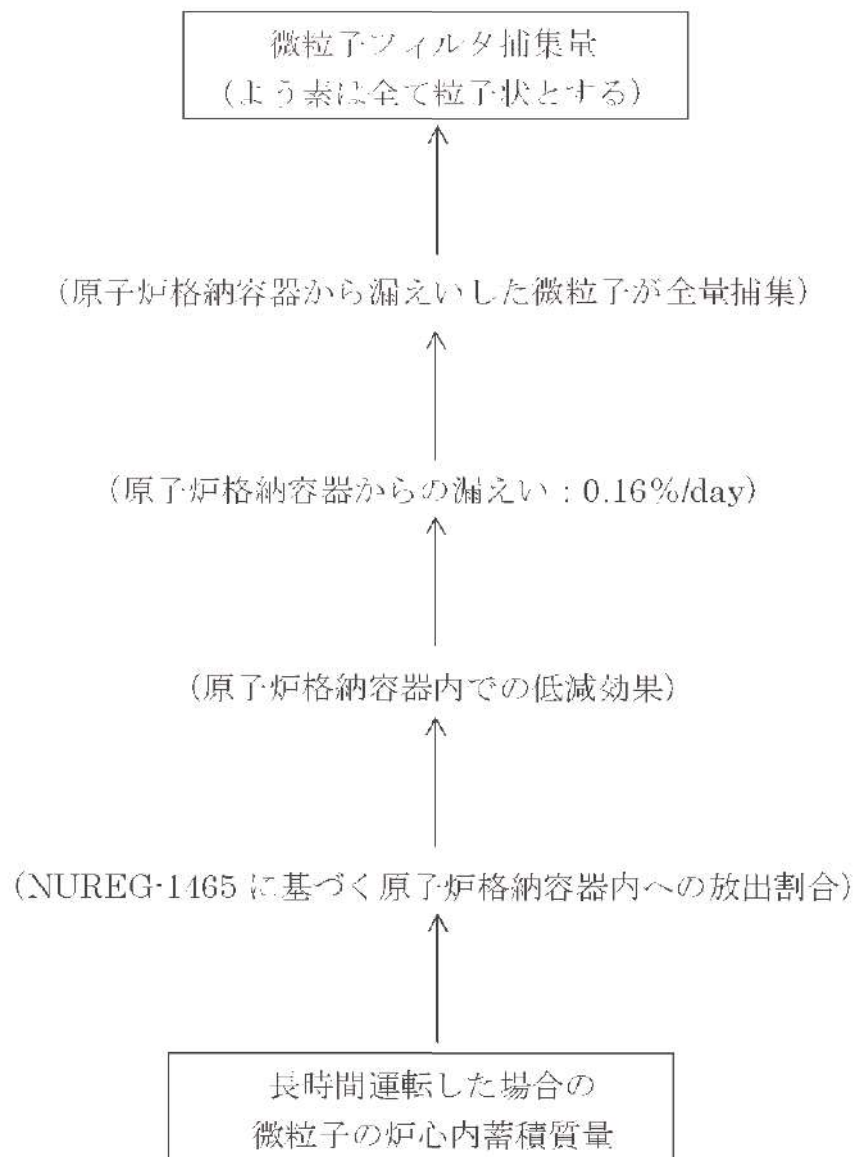 微粒子フィルタ捕集量
(よう素は全て粒子状とする)
(原子炉格納容器から漏えいした微粒子が全量捕集)
(原子炉格納容器からの漏えい：0.16%/day)
(原子炉格納容器内での低減効果)
(NUREG-1465 に基づく原子炉格納容器内への放出割合)
長時間運転した場合の
微粒子の炉心内蓄積質量